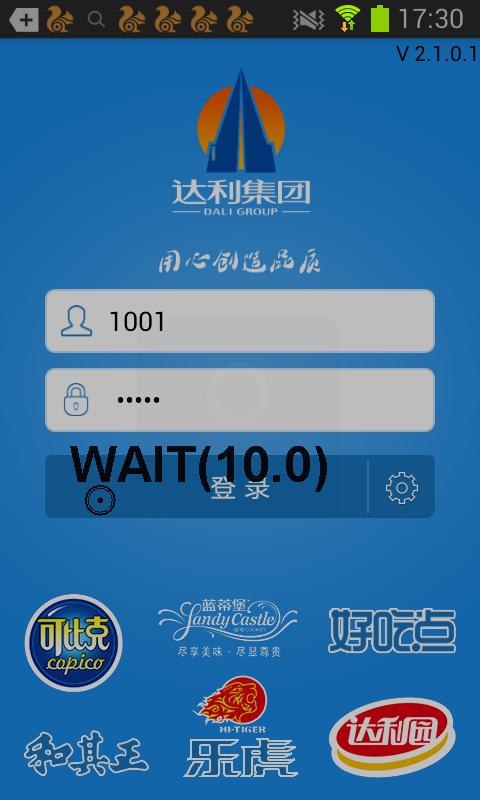 17:30
V 2.1.0.1
达利集团
DALI GROUP
用心创造品质
1001
•••••
WAIT(10.0)
登录
可比克
copico
蓝蒂堡
Landy Castle
尽享美味·尽显尊贵
好吃点
和其正
HI-TIGER
乐虎
达利园